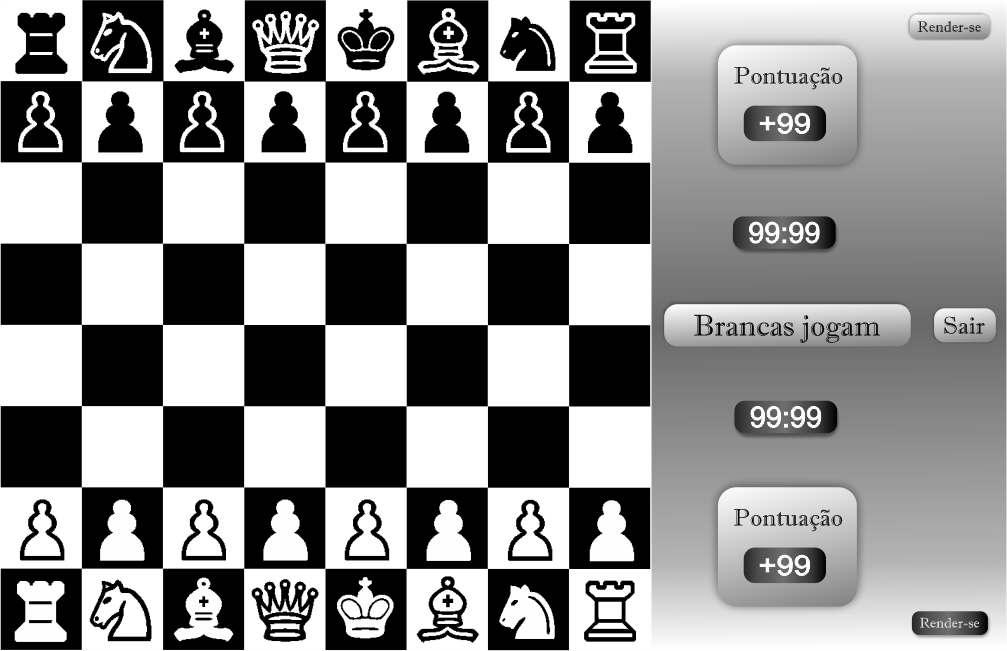 Render-se
Pontuação
+99
99:99
Brancas jogam
Sair
99:99
Pontuação
+99
Render-se